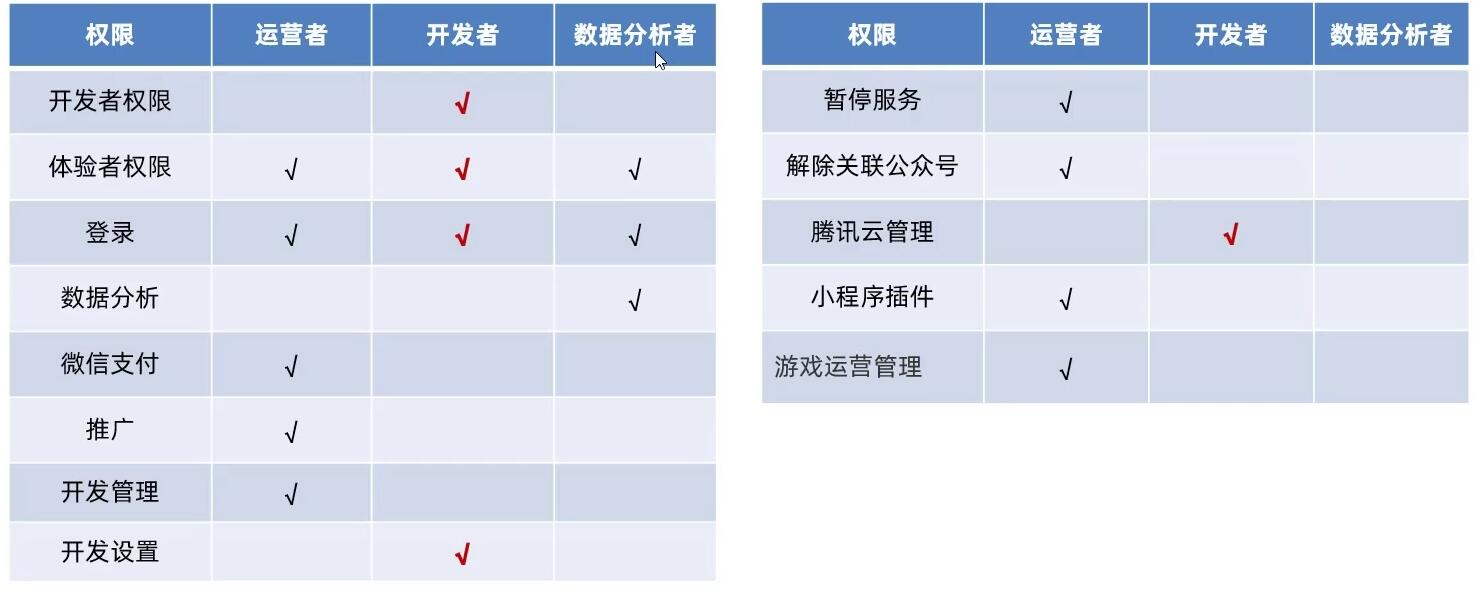 权限 运营者 开发者 数据分析者
开发者权限 √
体验者权限 √ √ √
登录 √ √ √
数据分析 √
微信支付 √
推广 √
开发管理 √
开发设置 √
权限 运营者 开发者 数据分析者
暂停服务 √
解除关联公众号 √
腾讯云管理 √
小程序插件 √
游戏运营管理 √